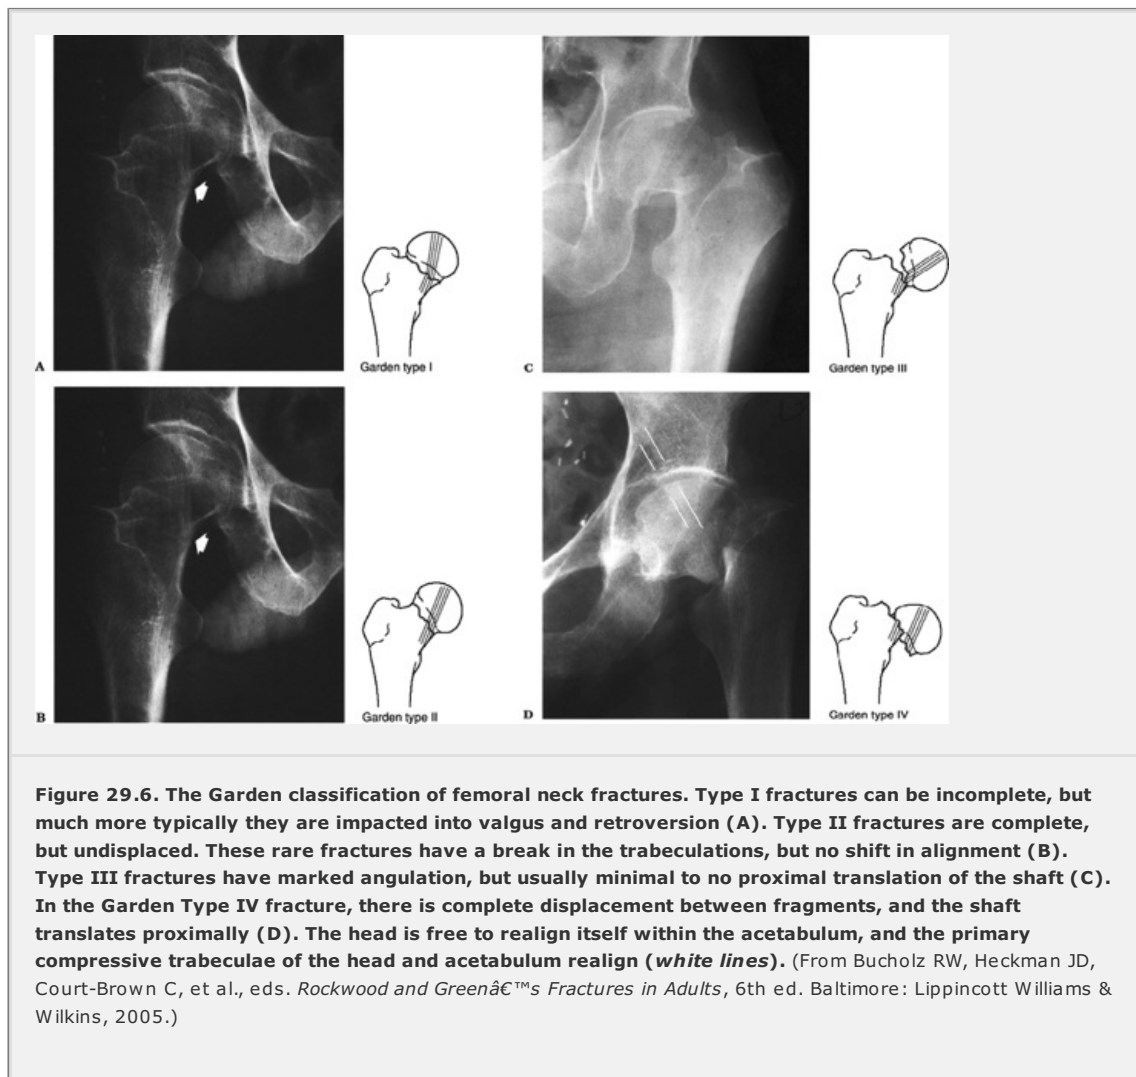 A
Garden type I
C
Garden type III
B
Garden type II
D
Garden type IV
Figure 29.6. The Garden classification of femoral neck fractures. Type I fractures can be incomplete, but
much more typically they are impacted into valgus and retroversion (A). Type II fractures are complete,
but undisplaced. These rare fractures have a break in the trabeculations, but no shift in alignment (B).
Type III fractures have marked angulation, but usually minimal to no proximal translation of the shaft (C).
In the Garden Type IV fracture, there is complete displacement between fragments, and the shaft
translates proximally (D). The head is free to realign itself within the acetabulum, and the primary
compressive trabeculae of the head and acetabulum realign (white lines). (From Bucholz RW, Heckman JD,
Court-Brown C, et al., eds. Rockwood and Greenâ€™s Fractures in Adults, 6th ed. Baltimore: Lippincott Williams &
Wilkins, 2005.)